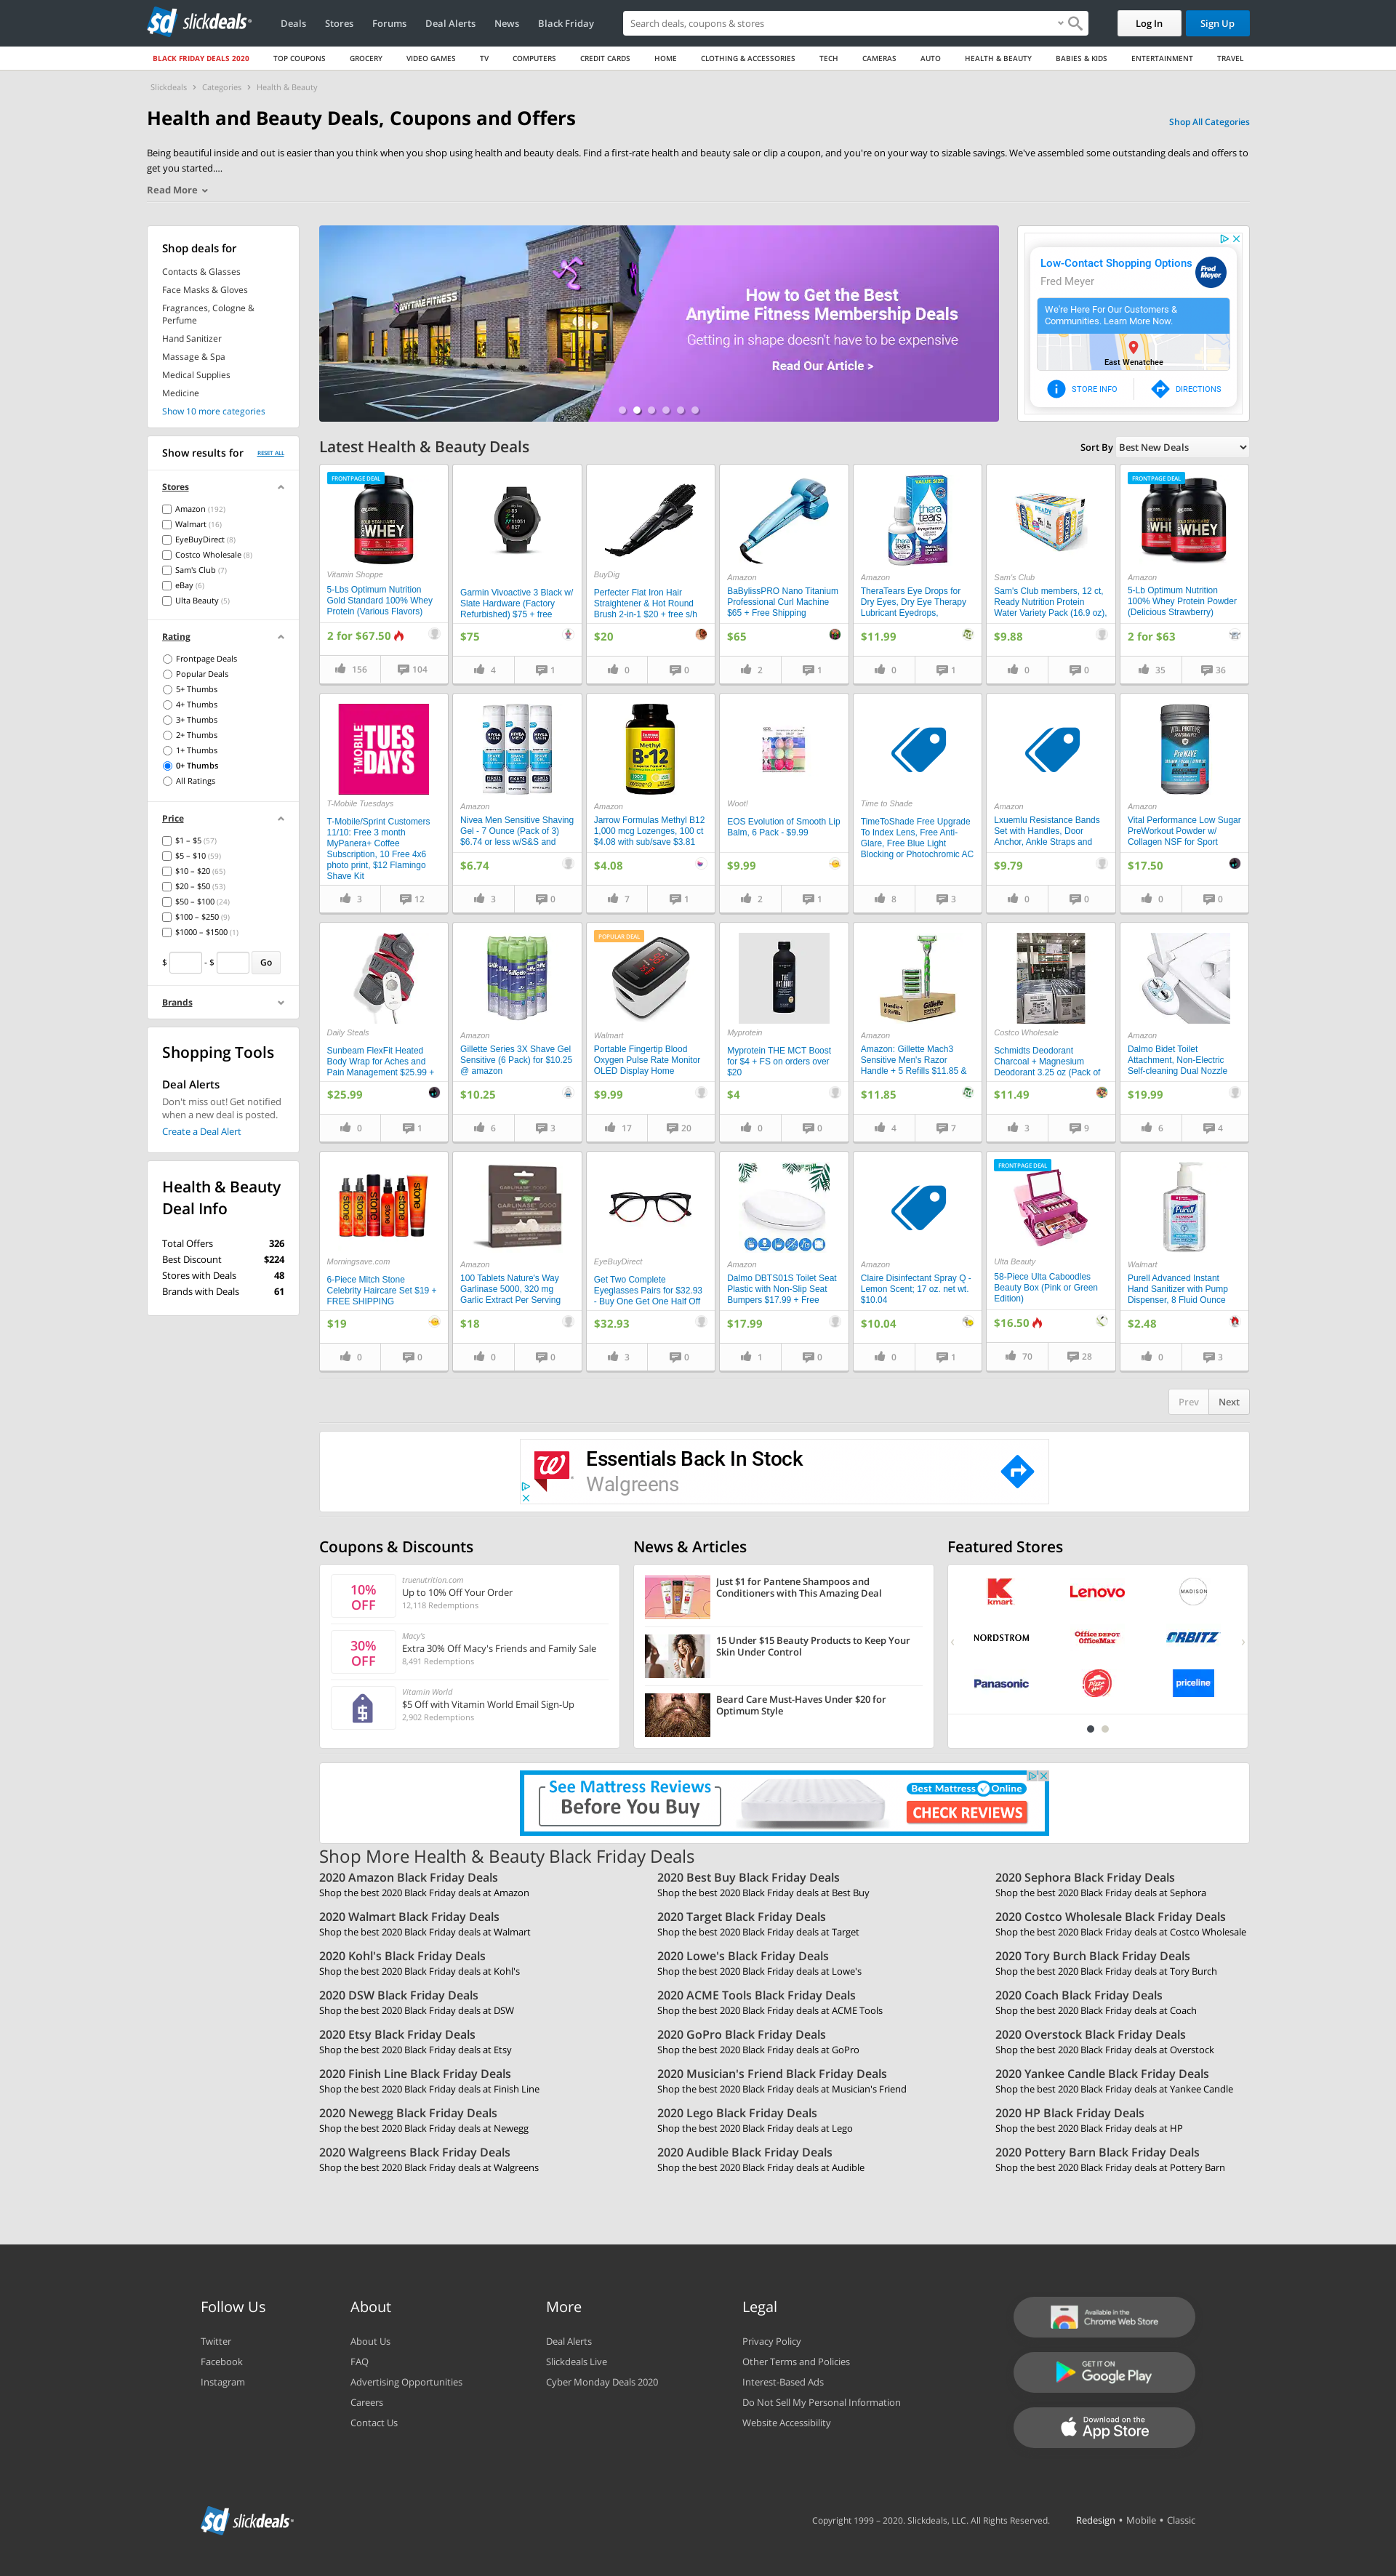 slickdeals
Deals
Stores
Forums
Deal Alerts
News
Black Friday
Search deals, coupons & stores
Log In
Sign Up
BLACK FRIDAY DEALS 2020
TOP COUPONS
GROCERY
VIDEO GAMES
TV
COMPUTERS
CREDIT CARDS
HOME
CLOTHING & ACCESSORIES
TECH
CAMERAS
AUTO
HEALTH & BEAUTY
BABIES & KIDS
ENTERTAINMENT
TRAVEL
Slickdeals › Categories › Health & Beauty
Health and Beauty Deals, Coupons and Offers
Shop All Categories
Being beautiful inside and out is easier than you think when you shop using health and beauty deals. Find a first-rate health and beauty sale or clip a coupon, and you're on your way to sizable savings. We've assembled some outstanding deals and offers to
get you started....
Read More
Shop deals for
Contacts & Glasses
Face Masks & Gloves
Fragrances, Cologne &
Perfume
Hand Sanitizer
Massage & Spa
Medical Supplies
Medicine
Show 10 more categories
Show results for
RESET ALL
Stores
Amazon (192)
Walmart (16)
EyeBuyDirect (8)
Costco Wholesale (8)
Sam's Club (7)
eBay (6)
Ulta Beauty (5)
Rating
Frontpage Deals
Popular Deals
5+ Thumbs
4+ Thumbs
3+ Thumbs
2+ Thumbs
1+ Thumbs
0+ Thumbs
All Ratings
Price
$1 – $5 (57)
$5 – $10 (59)
$10 – $20 (65)
$20 – $50 (53)
$50 – $100 (24)
$100 – $250 (9)
$1000 – $1500 (1)
$ - $ Go
Brands
Shopping Tools
Deal Alerts
Don't miss out! Get notified
when a new deal is posted.
Create a Deal Alert
Health & Beauty
Deal Info
Total Offers 326
Best Discount $224
Stores with Deals 48
Brands with Deals 61
ANYTIME FITNESS
How to Get the Best
Anytime Fitness Membership Deals
Getting in shape doesn't have to be expensive
Read Our Article >
Low-Contact Shopping Options
Fred Meyer
Fred Meyer
We're Here For Our Customers &
Communities. Learn More Now.
East Wenatchee
STORE INFO
DIRECTIONS
Latest Health & Beauty Deals
Sort By Best New Deals
FRONTPAGE DEAL
WHEY
Vitamin Shoppe
5-Lbs Optimum Nutrition
Gold Standard 100% Whey
Protein (Various Flavors)
2 for $67.50
156
104
Garmin Vivoactive 3 Black w/
Slate Hardware (Factory
Refurbished) $75 + free
$75
4
1
BuyDig
Perfecter Flat Iron Hair
Straightener & Hot Round
Brush 2-in-1 $20 + free s/h
$20
0
0
Amazon
BaBylissPRO Nano Titanium
Professional Curl Machine
$65 + Free Shipping
$65
2
1
VALUE SIZE
thera tears
Amazon
TheraTears Eye Drops for
Dry Eyes, Dry Eye Therapy
Lubricant Eyedrops,
$11.99
0
1
READY
Sam's Club
Sam's Club members, 12 ct,
Ready Nutrition Protein
Water Variety Pack (16.9 oz),
$9.88
0
0
FRONTPAGE DEAL
WHEY
Amazon
5-Lb Optimum Nutrition
100% Whey Protein Powder
(Delicious Strawberry)
2 for $63
35
36
T-MOBILE TUESDAYS
T-Mobile Tuesdays
T-Mobile/Sprint Customers
11/10: Free 3 month
MyPanera+ Coffee
Subscription, 10 Free 4x6
photo print, $12 Flamingo
Shave Kit
3
12
NIVEA MEN
Amazon
Nivea Men Sensitive Shaving
Gel - 7 Ounce (Pack of 3)
$6.74 or less w/S&S and
$6.74
3
0
Methyl
B-12
Amazon
Jarrow Formulas Methyl B12
1,000 mcg Lozenges, 100 ct
$4.08 with sub/save $3.81
$4.08
7
1
Woot!
EOS Evolution of Smooth Lip
Balm, 6 Pack - $9.99
$9.99
2
1
Time to Shade
TimeToShade Free Upgrade
To Index Lens, Free Anti-
Glare, Free Blue Light
Blocking or Photochromic AC
8
3
Amazon
Lxuemlu Resistance Bands
Set with Handles, Door
Anchor, Ankle Straps and
$9.79
0
0
VITAL PROTEINS
PreWAVE
Amazon
Vital Performance Low Sugar
PreWorkout Powder w/
Collagen NSF for Sport
$17.50
0
0
Daily Steals
Sunbeam FlexFit Heated
Body Wrap for Aches and
Pain Management $25.99 +
$25.99
0
1
Gillette
Amazon
Gillette Series 3X Shave Gel
Sensitive (6 Pack) for $10.25
@ amazon
$10.25
6
3
POPULAR DEAL
Walmart
Portable Fingertip Blood
Oxygen Pulse Rate Monitor
OLED Display Home
$9.99
17
20
THE MCT BOOST
Myprotein
Myprotein THE MCT Boost
for $4 + FS on orders over
$20
$4
0
0
Gillette
Handle +
5 Refills
Amazon
Amazon: Gillette Mach3
Sensitive Men's Razor
Handle + 5 Refills $11.85 &
$11.85
4
7
Costco Wholesale
Schmidts Deodorant
Charcoal + Magnesium
Deodorant 3.25 oz (Pack of
$11.49
3
9
Amazon
Dalmo Bidet Toilet
Attachment, Non-Electric
Self-cleaning Dual Nozzle
$19.99
6
4
stone
Morningsave.com
6-Piece Mitch Stone
Celebrity Haircare Set $19 +
FREE SHIPPING
$19
0
0
GARLINASE 5000
Amazon
100 Tablets Nature's Way
Garlinase 5000, 320 mg
Garlic Extract Per Serving
$18
0
0
EyeBuyDirect
Get Two Complete
Eyeglasses Pairs for $32.93
- Buy One Get One Half Off
$32.93
3
0
Amazon
Dalmo DBTS01S Toilet Seat
Plastic with Non-Slip Seat
Bumpers $17.99 + Free
$17.99
1
0
Amazon
Claire Disinfectant Spray Q -
Lemon Scent; 17 oz. net wt.
$10.04
$10.04
0
1
FRONTPAGE DEAL
Ulta Beauty
58-Piece Ulta Caboodles
Beauty Box (Pink or Green
Edition)
$16.50
70
28
PURELL
Walmart
Purell Advanced Instant
Hand Sanitizer with Pump
Dispenser, 8 Fluid Ounce
$2.48
0
3
Prev
Next
Essentials Back In Stock
Walgreens
Coupons & Discounts
10%
OFF
truenutrition.com
Up to 10% Off Your Order
12,118 Redemptions
30%
OFF
Macy's
Extra 30% Off Macy's Friends and Family Sale
8,491 Redemptions
Vitamin World
$5 Off with Vitamin World Email Sign-Up
2,902 Redemptions
News & Articles
Just $1 for Pantene Shampoos and
Conditioners with This Amazing Deal
15 Under $15 Beauty Products to Keep Your
Skin Under Control
Beard Care Must-Haves Under $20 for
Optimum Style
Featured Stores
kmart
Lenovo
MADISON
NORDSTROM
Office DEPOT
OfficeMax
ORBITZ
Panasonic
Pizza Hut
priceline
See Mattress Reviews
Before You Buy
Best Mattress Online
CHECK REVIEWS
Shop More Health & Beauty Black Friday Deals
2020 Amazon Black Friday Deals
Shop the best 2020 Black Friday deals at Amazon
2020 Best Buy Black Friday Deals
Shop the best 2020 Black Friday deals at Best Buy
2020 Sephora Black Friday Deals
Shop the best 2020 Black Friday deals at Sephora
2020 Walmart Black Friday Deals
Shop the best 2020 Black Friday deals at Walmart
2020 Target Black Friday Deals
Shop the best 2020 Black Friday deals at Target
2020 Costco Wholesale Black Friday Deals
Shop the best 2020 Black Friday deals at Costco Wholesale
2020 Kohl's Black Friday Deals
Shop the best 2020 Black Friday deals at Kohl's
2020 Lowe's Black Friday Deals
Shop the best 2020 Black Friday deals at Lowe's
2020 Tory Burch Black Friday Deals
Shop the best 2020 Black Friday deals at Tory Burch
2020 DSW Black Friday Deals
Shop the best 2020 Black Friday deals at DSW
2020 ACME Tools Black Friday Deals
Shop the best 2020 Black Friday deals at ACME Tools
2020 Coach Black Friday Deals
Shop the best 2020 Black Friday deals at Coach
2020 Etsy Black Friday Deals
Shop the best 2020 Black Friday deals at Etsy
2020 GoPro Black Friday Deals
Shop the best 2020 Black Friday deals at GoPro
2020 Overstock Black Friday Deals
Shop the best 2020 Black Friday deals at Overstock
2020 Finish Line Black Friday Deals
Shop the best 2020 Black Friday deals at Finish Line
2020 Musician's Friend Black Friday Deals
Shop the best 2020 Black Friday deals at Musician's Friend
2020 Yankee Candle Black Friday Deals
Shop the best 2020 Black Friday deals at Yankee Candle
2020 Newegg Black Friday Deals
Shop the best 2020 Black Friday deals at Newegg
2020 Lego Black Friday Deals
Shop the best 2020 Black Friday deals at Lego
2020 HP Black Friday Deals
Shop the best 2020 Black Friday deals at HP
2020 Walgreens Black Friday Deals
Shop the best 2020 Black Friday deals at Walgreens
2020 Audible Black Friday Deals
Shop the best 2020 Black Friday deals at Audible
2020 Pottery Barn Black Friday Deals
Shop the best 2020 Black Friday deals at Pottery Barn
Follow Us
Twitter
Facebook
Instagram
About
About Us
FAQ
Advertising Opportunities
Careers
Contact Us
More
Deal Alerts
Slickdeals Live
Cyber Monday Deals 2020
Legal
Privacy Policy
Other Terms and Policies
Interest-Based Ads
Do Not Sell My Personal Information
Website Accessibility
Available in the
Chrome Web Store
GET IT ON
Google Play
Download on the
App Store
slickdeals
Copyright 1999 – 2020. Slickdeals, LLC. All Rights Reserved.
Redesign • Mobile • Classic